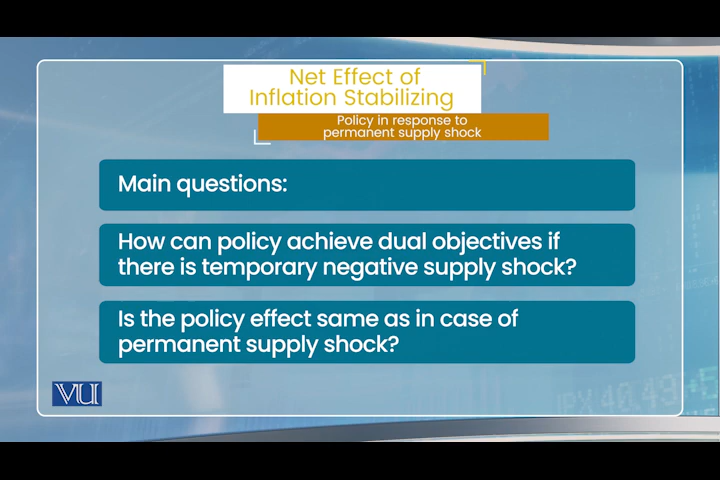 Net Effect of
Inflation Stabilizing
Policy in response to
permanent supply shock
Main questions:
How can policy achieve dual objectives if
there is temporary negative supply shock?
Is the policy effect same as in case of
permanent supply shock?
VU